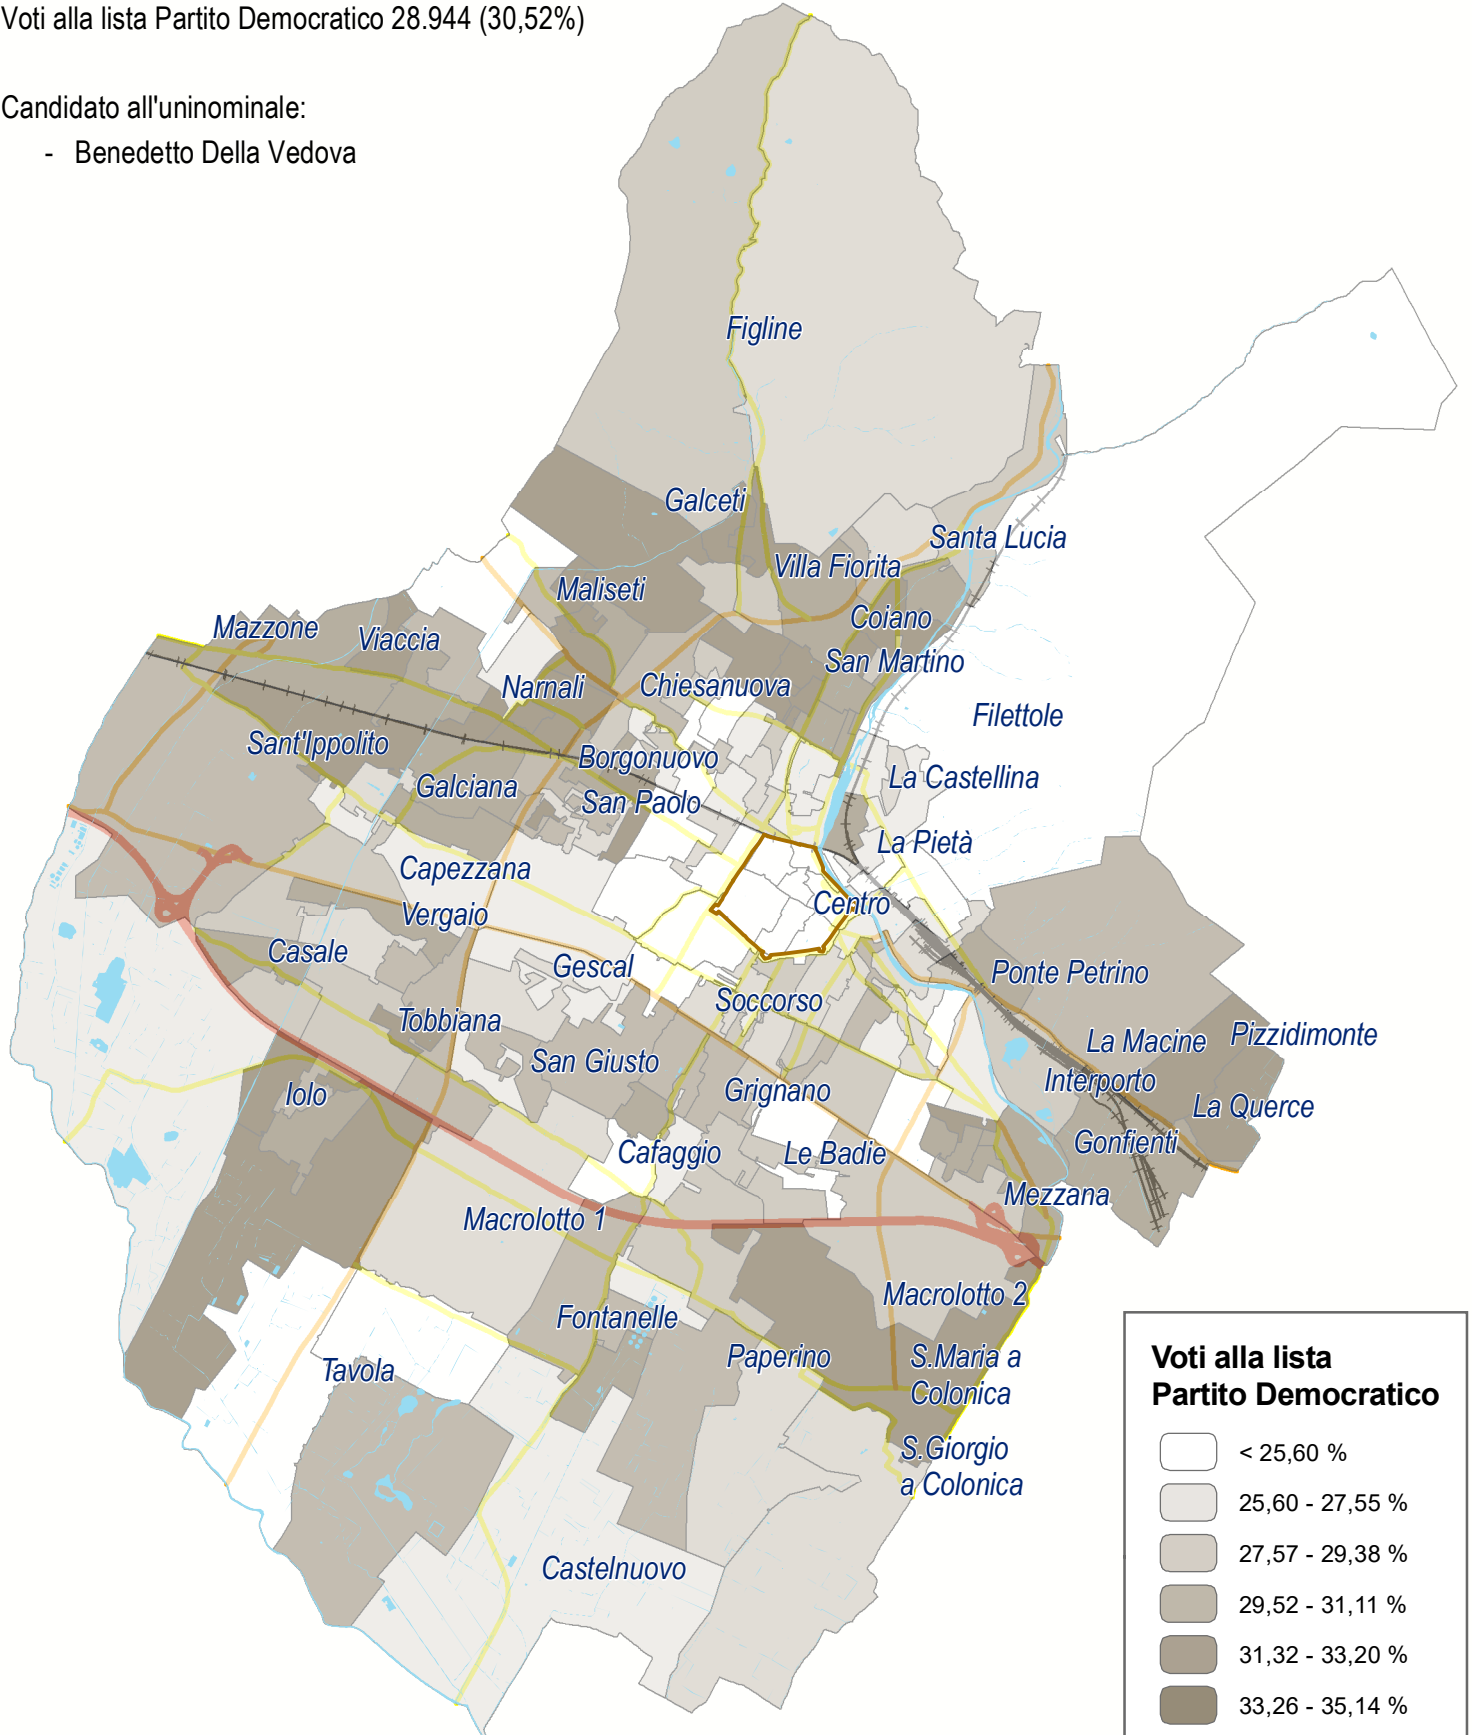 Voti alla lista Partito Democratico 28.944 (30,52%)
Candidato all'uninominale:
- Benedetto Della Vedova
Figline
Galceti
Santa Lucia
Villa Fiorita
Maliseti
Coiano
Mazzone
Viaccia
San Martino
Narnali
Chiesanuova
Filettole
Sant'Ippolito
Borgonuovo
La Castellina
Galciana
San Paolo
La Pietà
Capezzana
Centro
Vergaio
Casale
Gescal
Ponte Petrino
Soccorso
Tobbiana
La Macine
Pizzidimonte
San Giusto
Interporto
Iolo
Grignano
La Querce
Gonfienti
Cafaggio
Le Badie
Mezzana
Macrolotto 1
Macrolotto 2
Fontanelle
Paperino
S.Maria a
Colonica
Tavola
S.Giorgio
a Colonica
Castelnuovo
Voti alla lista
Partito Democratico
< 25,60 %
25,60 - 27,55 %
27,57 - 29,38 %
29,52 - 31,11 %
31,32 - 33,20 %
33,26 - 35,14 %